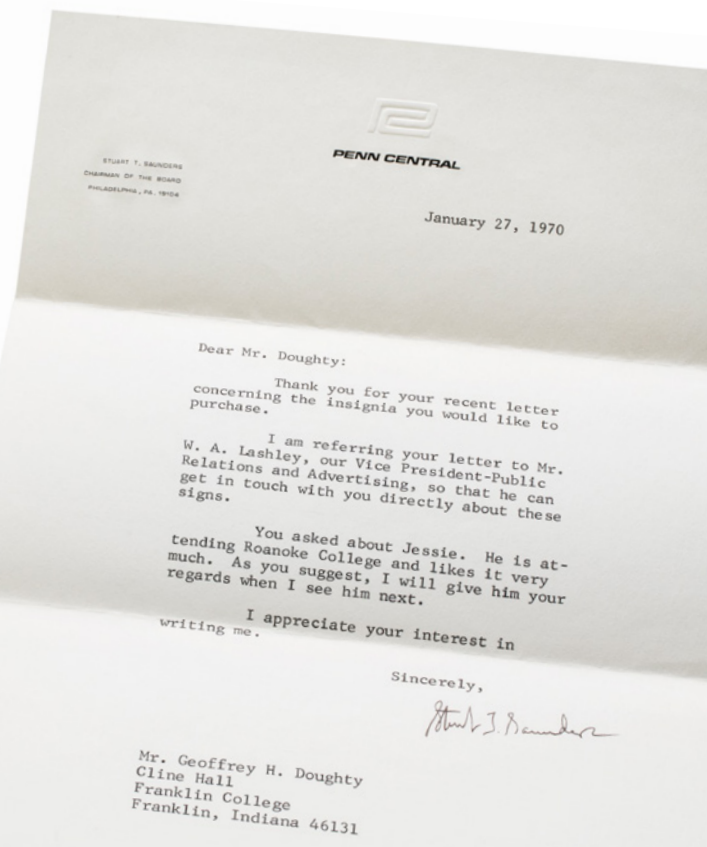 STUART T. SAUNDERS
CHAIRMAN OF THE BOARD
PHILADELPHIA, PA. 19104
PENN CENTRAL
January 27, 1970
Dear Mr. Doughty:
Thank you for your recent letter
concerning the insignia you would like to
purchase.
I am referring your letter to Mr.
W. A. Lashley, our Vice President-Public
Relations and Advertising, so that he can
get in touch with you directly about these
signs.
You asked about Jessie. He is at-
tending Roanoke College and likes it very
much. As you suggest, I will give him your
regards when I see him next.
I appreciate your interest in
writing me.
Sincerely,
Stuart T. Saunders
Mr. Geoffrey H. Doughty
Cline Hall
Franklin College
Franklin, Indiana 46131